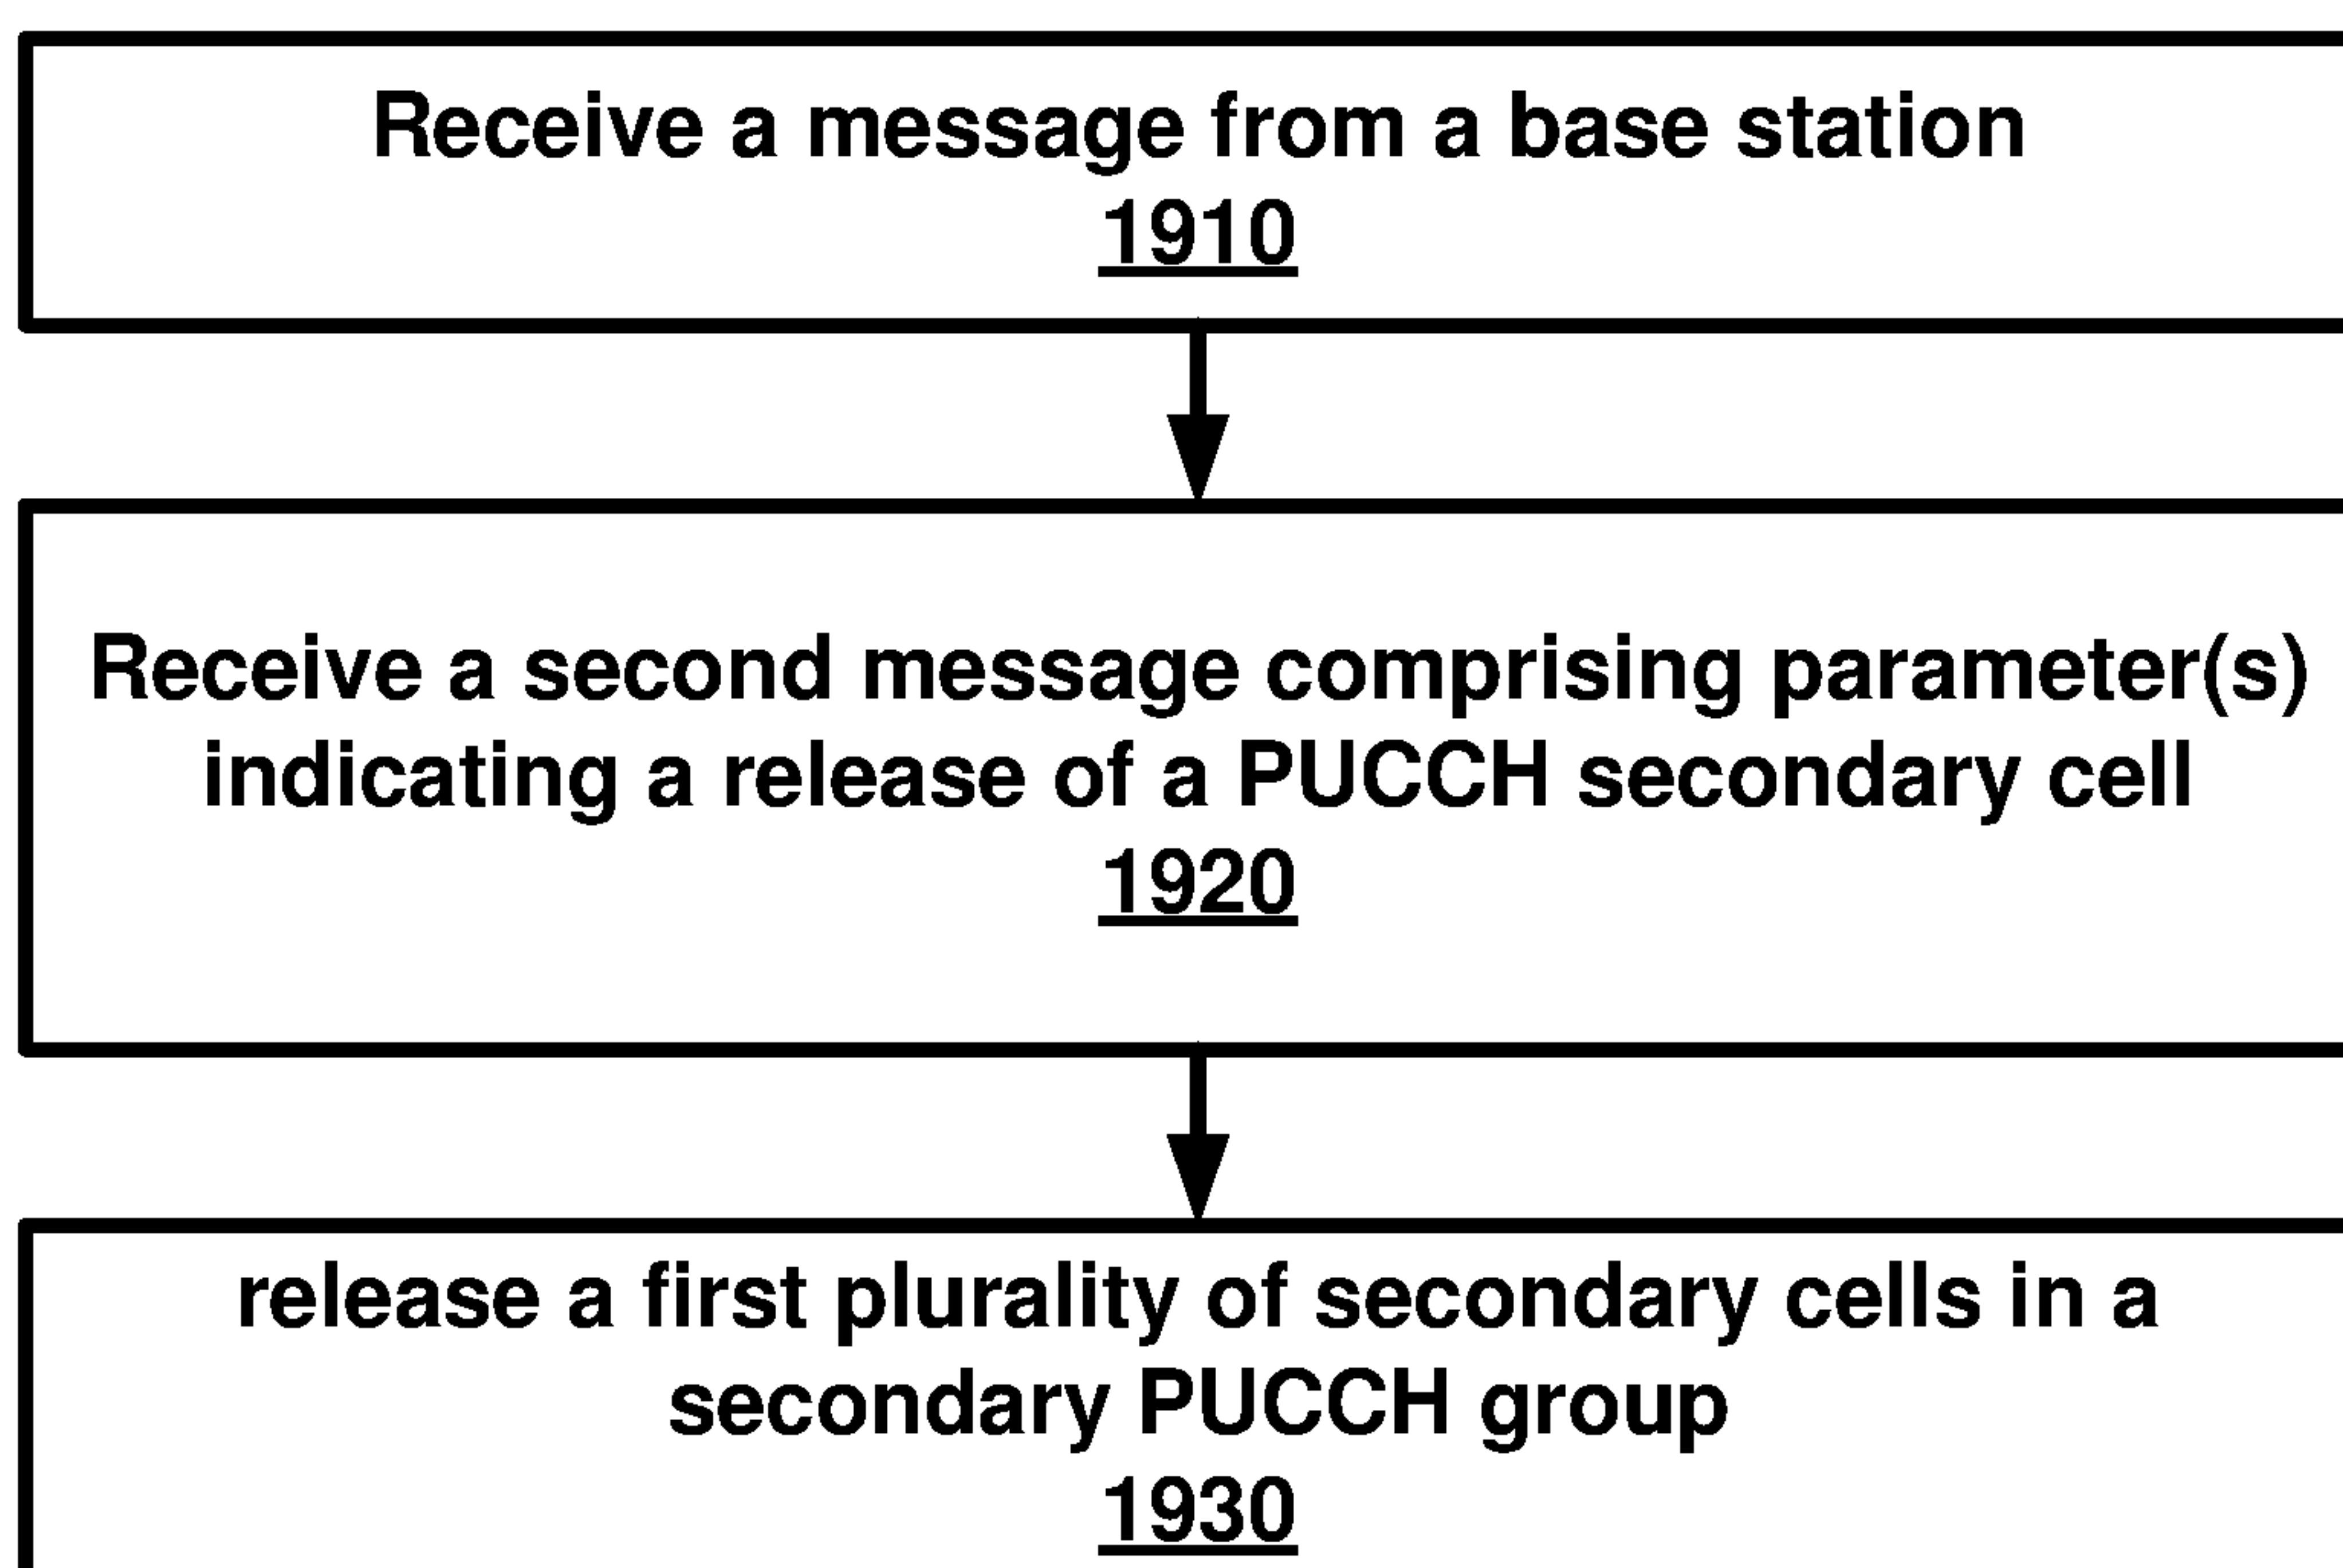 Receive a message from a base station
1910
Receive a second message comprising parameter(s)
indicating a release of a PUCCH secondary cell
1920
release a first plurality of secondary cells in a
secondary PUCCH group
1930